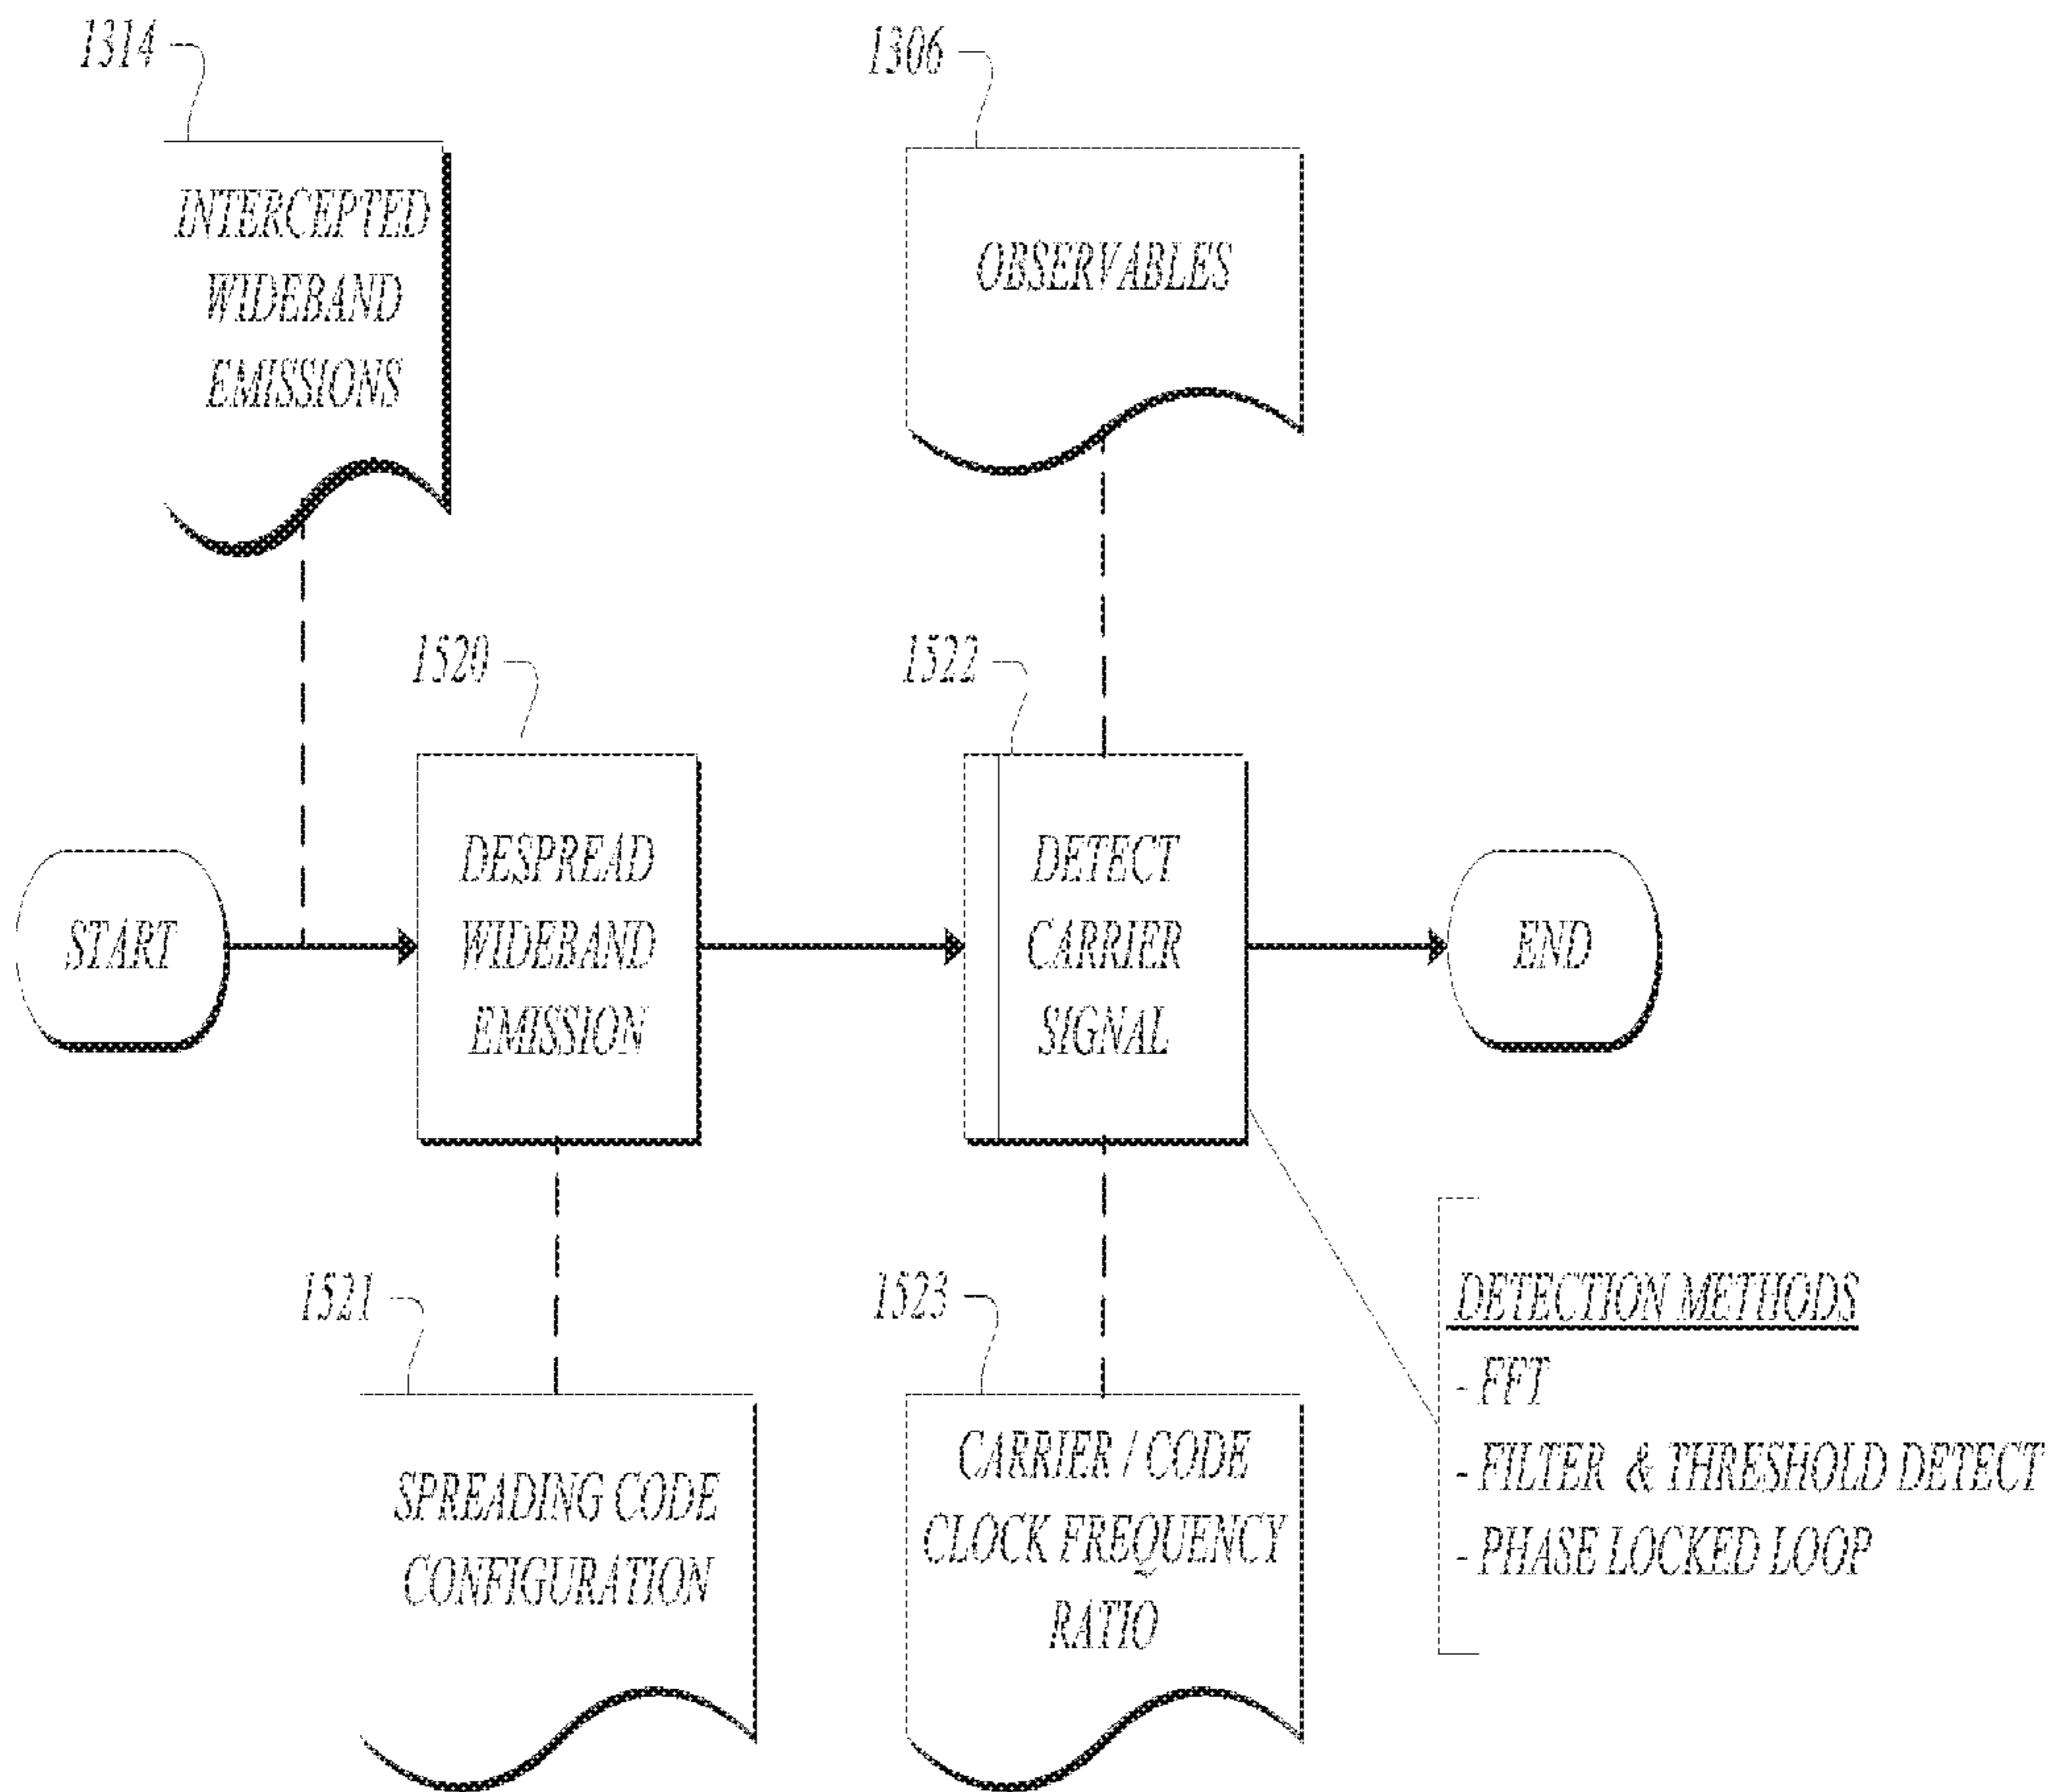 1314
1306
INTERCEPTED
WIDEBAND
EMISSIONS
OBSERVABLES
1520
1522
START
DESPREAD
WIDEBAND
EMISSION
DETECT
CARRIER
SIGNAL
END
1521
1523
SPREADING CODE
CONFIGURATION
CARRIER / CODE
CLOCK FREQUENCY
RATIO
DETECTION METHODS
- FFT
- FILTER & THRESHOLD DETECT
- PHASE LOCKED LOOP